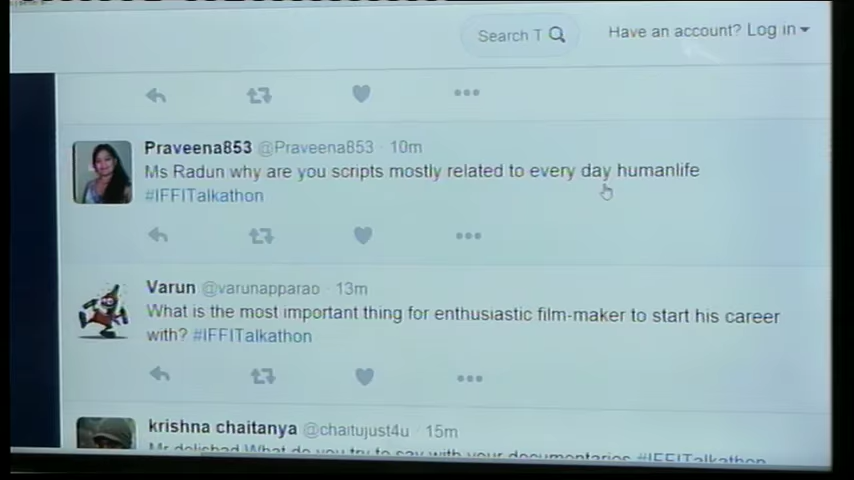 Search T
Have an account? Log in
Praveena853 @Praveena853 · 10m
Ms Radun why are you scripts mostly related to every day humanlife
#IFFITalkathon
Varun @varunapparao · 13m
What is the most important thing for enthusiastic film-maker to start his career
with? #IFFITalkathon
krishna chaitanya @chaitujust4u · 15m
What do you try to say with your documentaries #IFFITalkathon